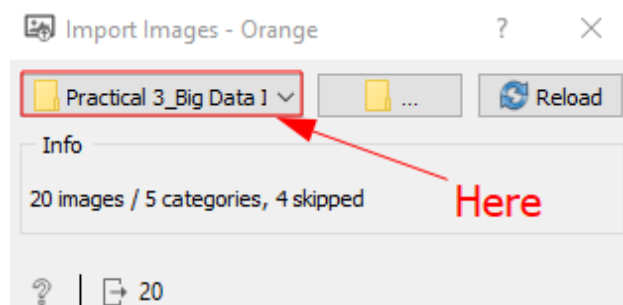 Import Images - Orange ? ×
Practical 3_Big Data I ... Reload
Info
20 images / 5 categories, 4 skipped
Here
? 20